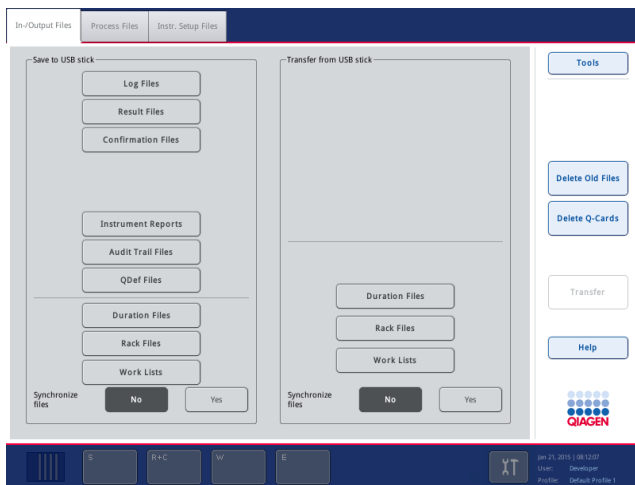 In-/Output Files
Process Files
Instr. Setup Files
Save to USB stick
Log Files
Result Files
Confirmation Files
Instrument Reports
Audit Trail Files
QDef Files
Duration Files
Rack Files
Work Lists
Synchronize
files
No
Yes
Transfer from USB stick
Duration Files
Rack Files
Work Lists
Synchronize
files
No
Yes
Tools
Delete Old Files
Delete Q-Cards
Transfer
Help
QIAGEN
S
R+C
W
E
Jan 21, 2015 | 08:12:07
User: Developer
Profile: Default Profile 1